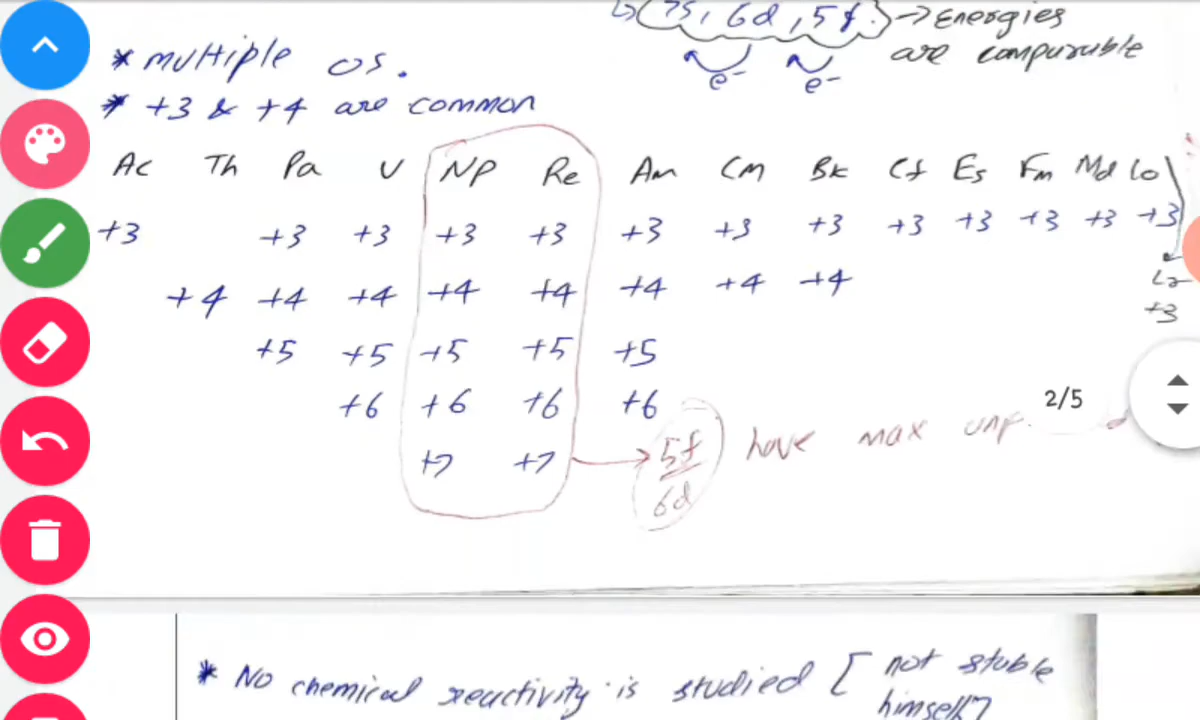 ↳ 7s, 6d, 5f. → Energies
are compurable
e- e-
* multiple os.
* +3 & +4 are common
Ac Th Pa U NP Re Am Cm Bk Cf Es Fm Md Lo
+3 +3 +3 +3 +3 +3 +3 +3 +3 +3 +3 +3 +3
+4 +4 +4 +4 +4 +4 +4 +4
Lr
+3
+5 +5 +5 +5 +5
+6 +6 +6 +6
2/5
+7 +7 → 5f have max unp.
6d
* No chemical reactivity is studied [ not stable
himself]